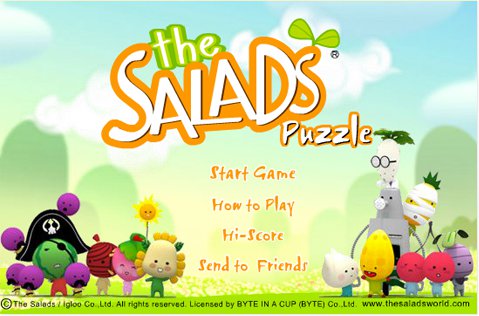 the
SALADS
®
Puzzle
Start Game
How to Play
Hi-Score
Send to Friends
© The Salads / Igloo Co.,Ltd. All rights reserved. Licensed by BYTE IN A CUP (BYTE) Co.,Ltd. www.thesaladsworld.com